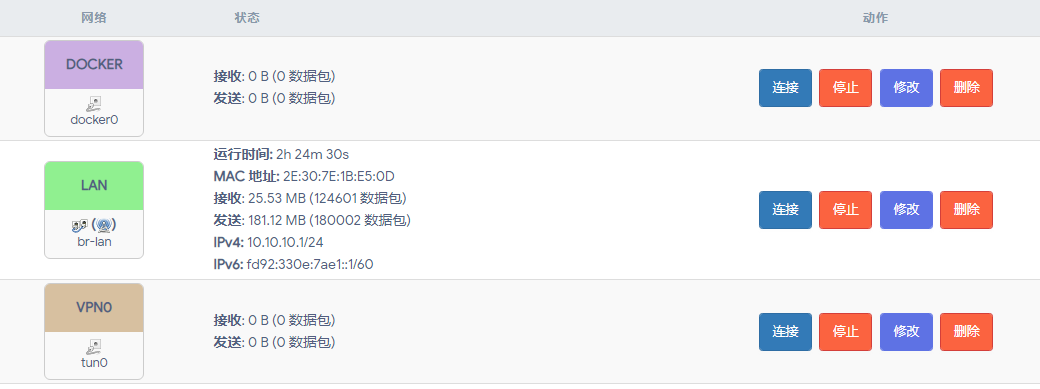 网络 状态 动作
DOCKER
docker0
接收: 0 B (0 数据包)
发送: 0 B (0 数据包)
连接 停止 修改 删除
LAN
br-lan
运行时间: 2h 24m 30s
MAC 地址: 2E:30:7E:1B:E5:0D
接收: 25.53 MB (124601 数据包)
发送: 181.12 MB (180002 数据包)
IPv4: 10.10.10.1/24
IPv6: fd92:330e:7ae1::1/60
连接 停止 修改 删除
VPN0
tun0
接收: 0 B (0 数据包)
发送: 0 B (0 数据包)
连接 停止 修改 删除